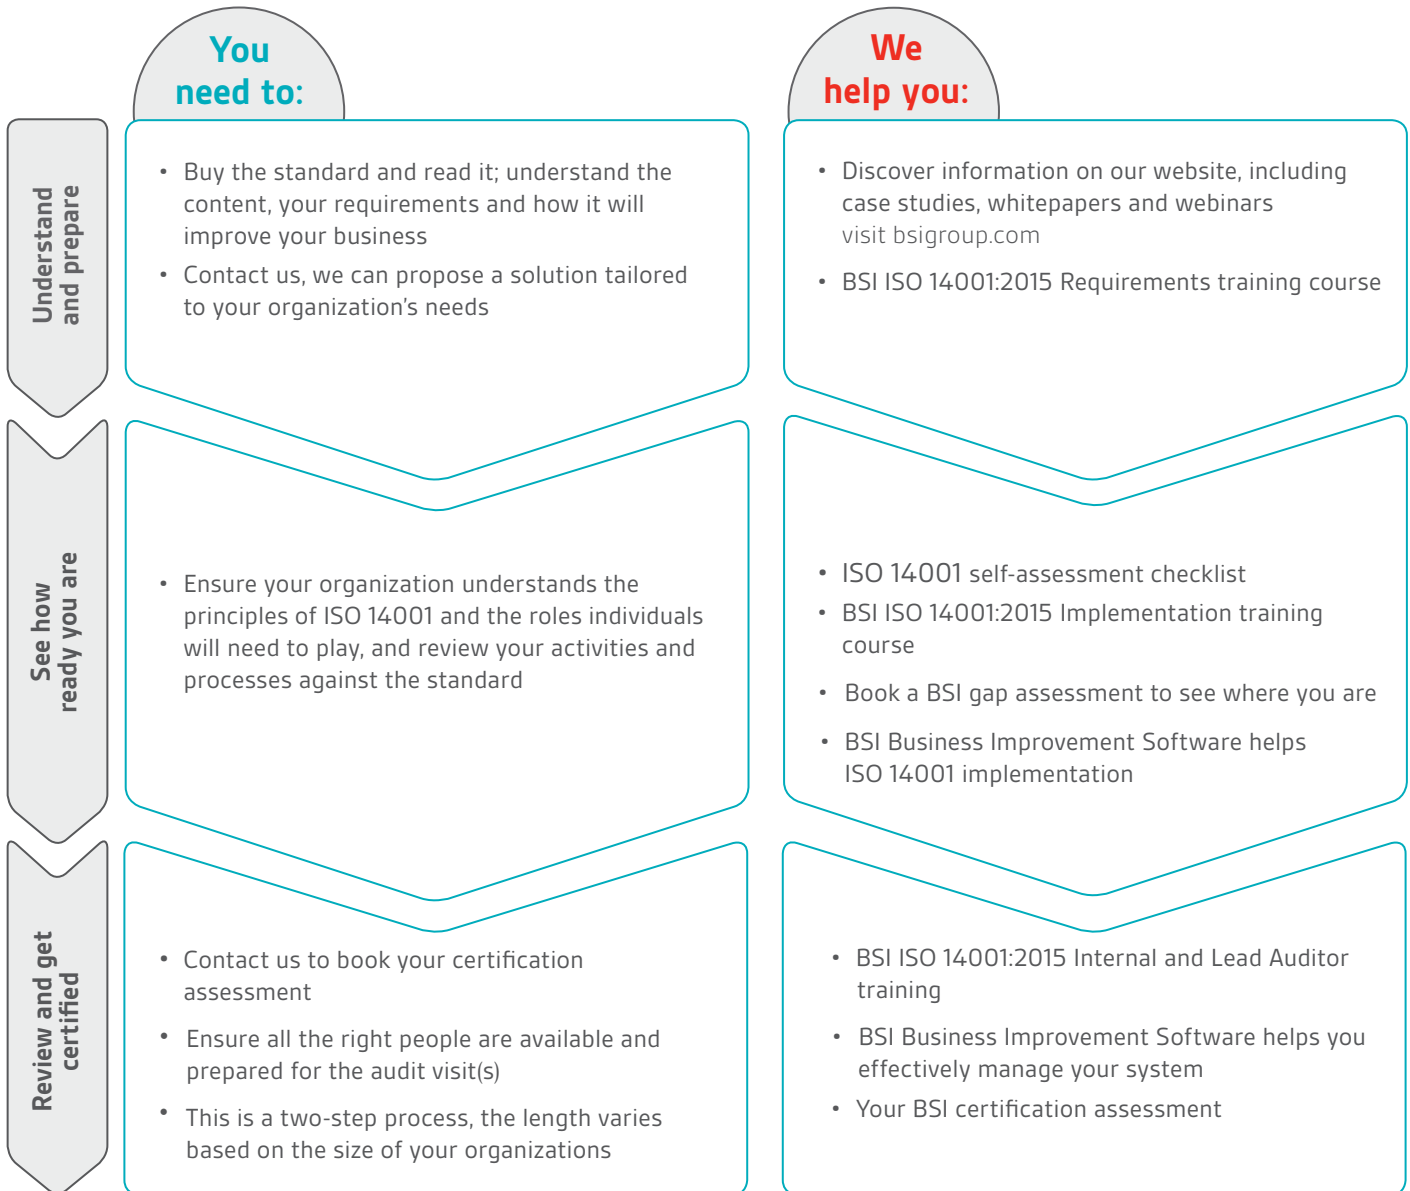 You
need to:
We
help you:
Understand
and prepare
• Buy the standard and read it; understand the
content, your requirements and how it will
improve your business
• Contact us, we can propose a solution tailored
to your organization’s needs
• Discover information on our website, including
case studies, whitepapers and webinars
visit bsigroup.com
• BSI ISO 14001:2015 Requirements training course
See how
ready you are
• Ensure your organization understands the
principles of ISO 14001 and the roles individuals
will need to play, and review your activities and
processes against the standard
• ISO 14001 self-assessment checklist
• BSI ISO 14001:2015 Implementation training
course
• Book a BSI gap assessment to see where you are
• BSI Business Improvement Software helps
ISO 14001 implementation
Review and get
certified
• Contact us to book your certification
assessment
• Ensure all the right people are available and
prepared for the audit visit(s)
• This is a two-step process, the length varies
based on the size of your organizations
• BSI ISO 14001:2015 Internal and Lead Auditor
training
• BSI Business Improvement Software helps you
effectively manage your system
• Your BSI certification assessment